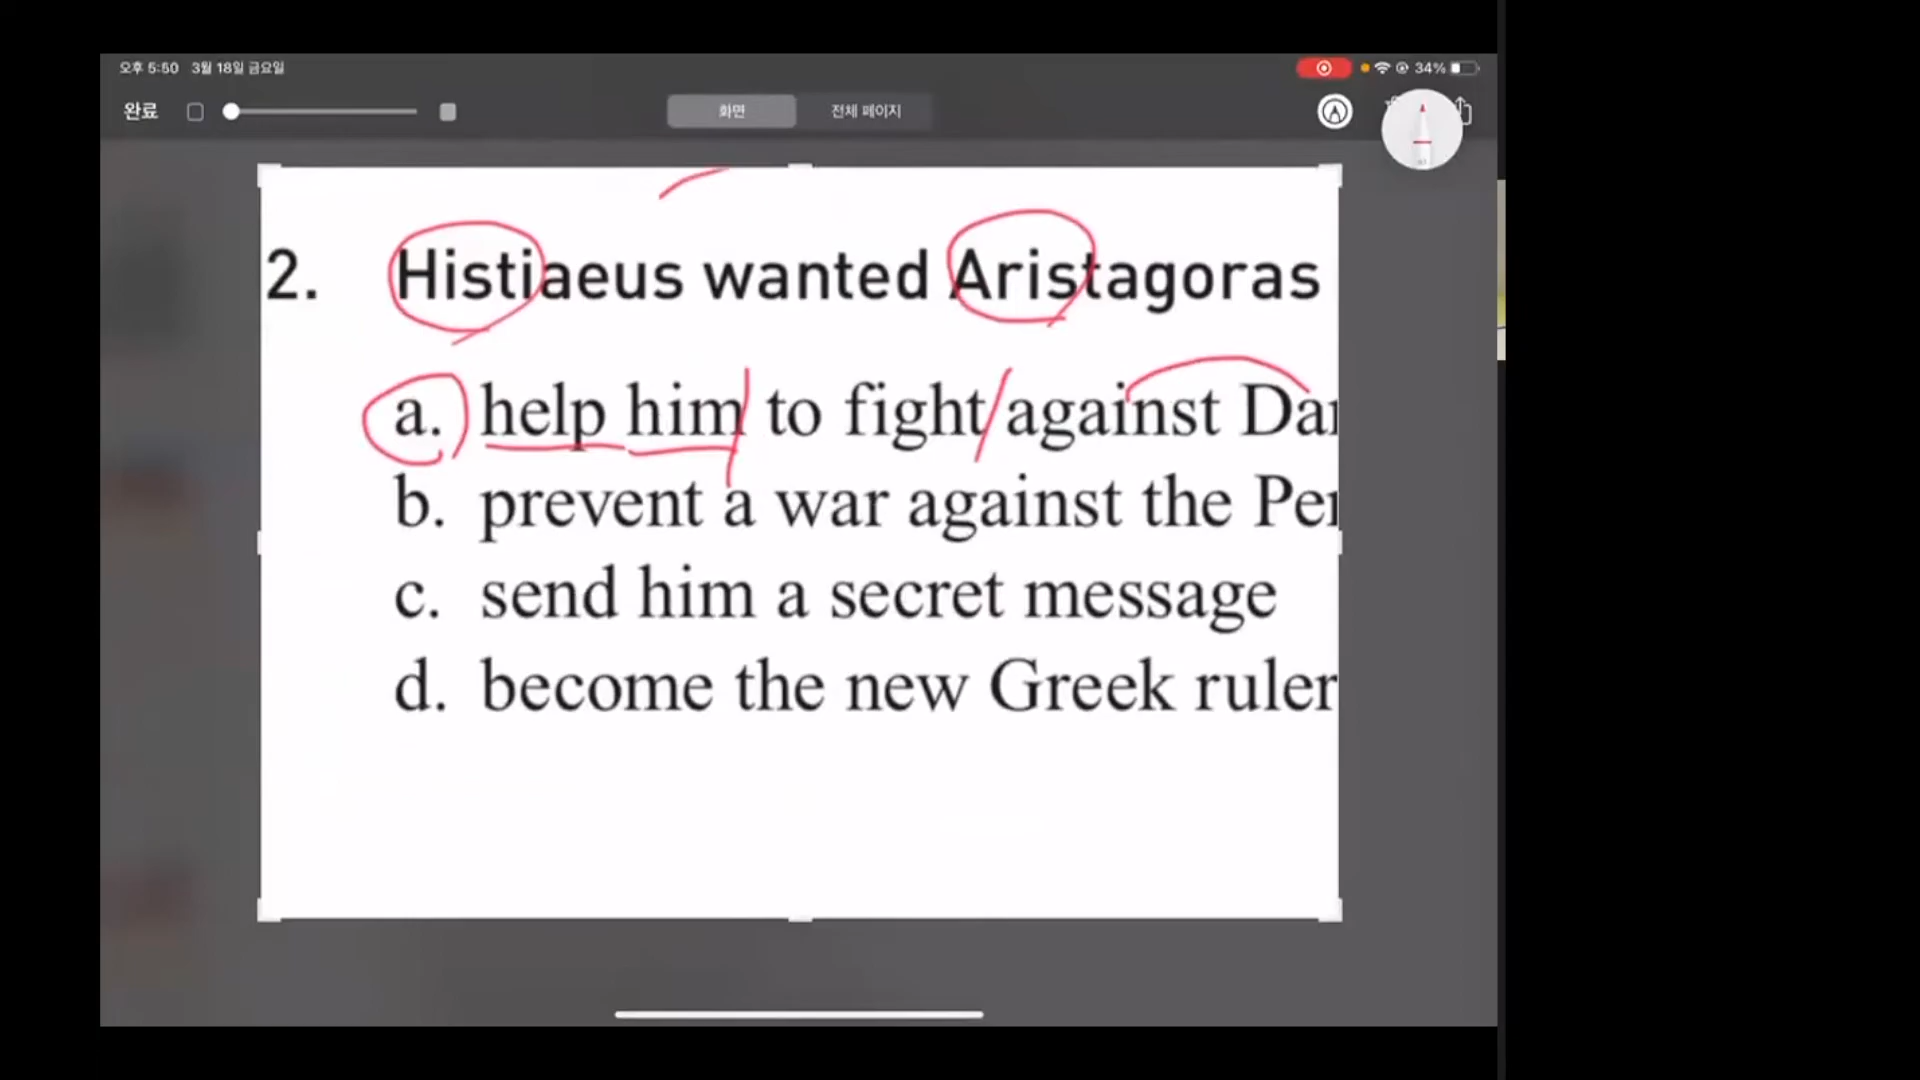 오후 5:50 3월 18일 금요일
34%
완료
화면 전체 페이지
2. Histiaeus wanted Aristagoras
a. help him to fight against Dar
b. prevent a war against the Per
c. send him a secret message
d. become the new Greek ruler